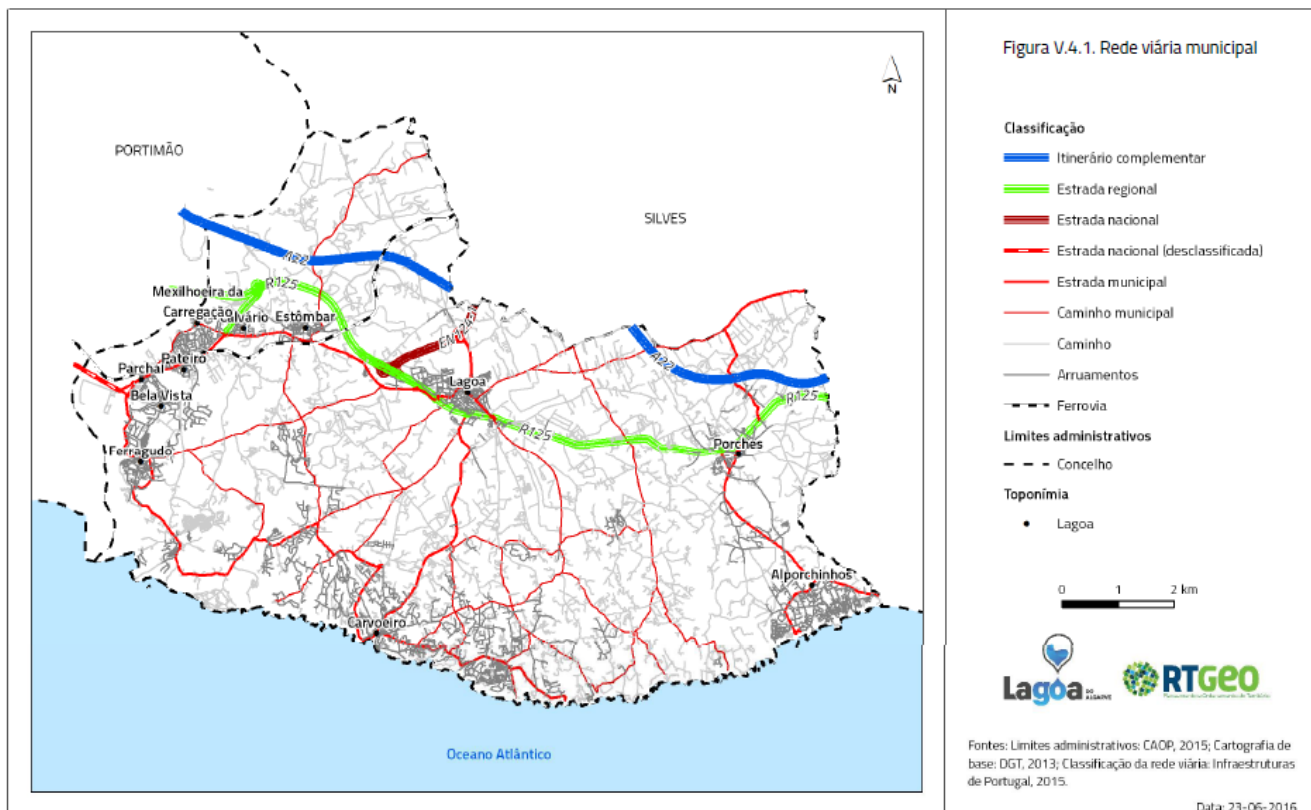 Figura V.4.1. Rede viária municipal
N
PORTIMÃO
SILVES
A22
R125
Mexilhoeira da
Carregação
Calvário
Estômbar
EN124-1
Pateiro
Parchal
Bela Vista
Lagoa
A22
R125
R125
Porches
Ferragudo
Alporchinhos
Carvoeiro
Oceano Atlântico
Classificação
Itinerário complementar
Estrada regional
Estrada nacional
Estrada nacional (desclassificada)
Estrada municipal
Caminho municipal
Caminho
Arruamentos
Ferrovia
Limites administrativos
Concelho
Toponímia
Lagoa
0 1 2 km
Lagoa
DO
ALGARVE
RTGEO
Fontes: Limites administrativos: CAOP, 2015; Cartografia de
base: DGT, 2013; Classificação da rede viária: Infraestruturas
de Portugal, 2015.
Data: 23-06-2016